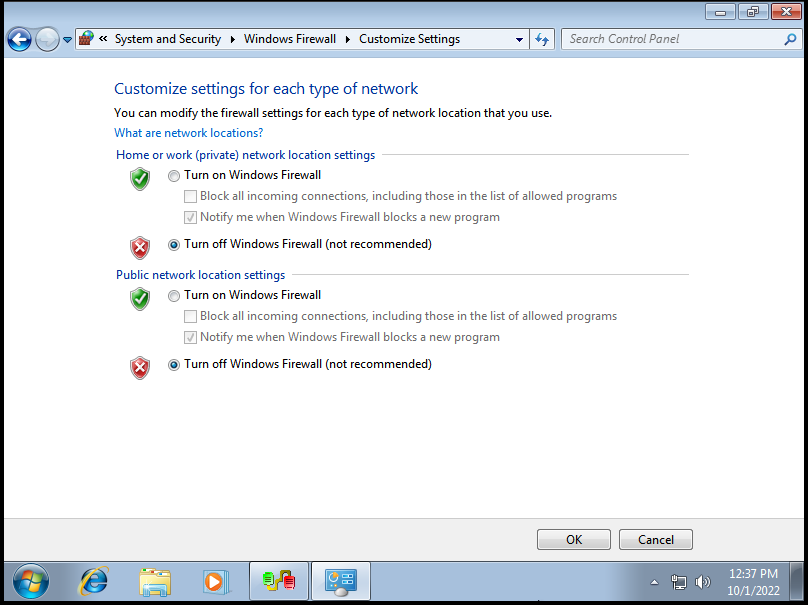 « System and Security Windows Firewall Customize Settings Search Control Panel
Customize settings for each type of network
You can modify the firewall settings for each type of network location that you use.
What are network locations?
Home or work (private) network location settings
Turn on Windows Firewall
Block all incoming connections, including those in the list of allowed programs
Notify me when Windows Firewall blocks a new program
Turn off Windows Firewall (not recommended)
Public network location settings
Turn on Windows Firewall
Block all incoming connections, including those in the list of allowed programs
Notify me when Windows Firewall blocks a new program
Turn off Windows Firewall (not recommended)
OK Cancel
12:37 PM
10/1/2022